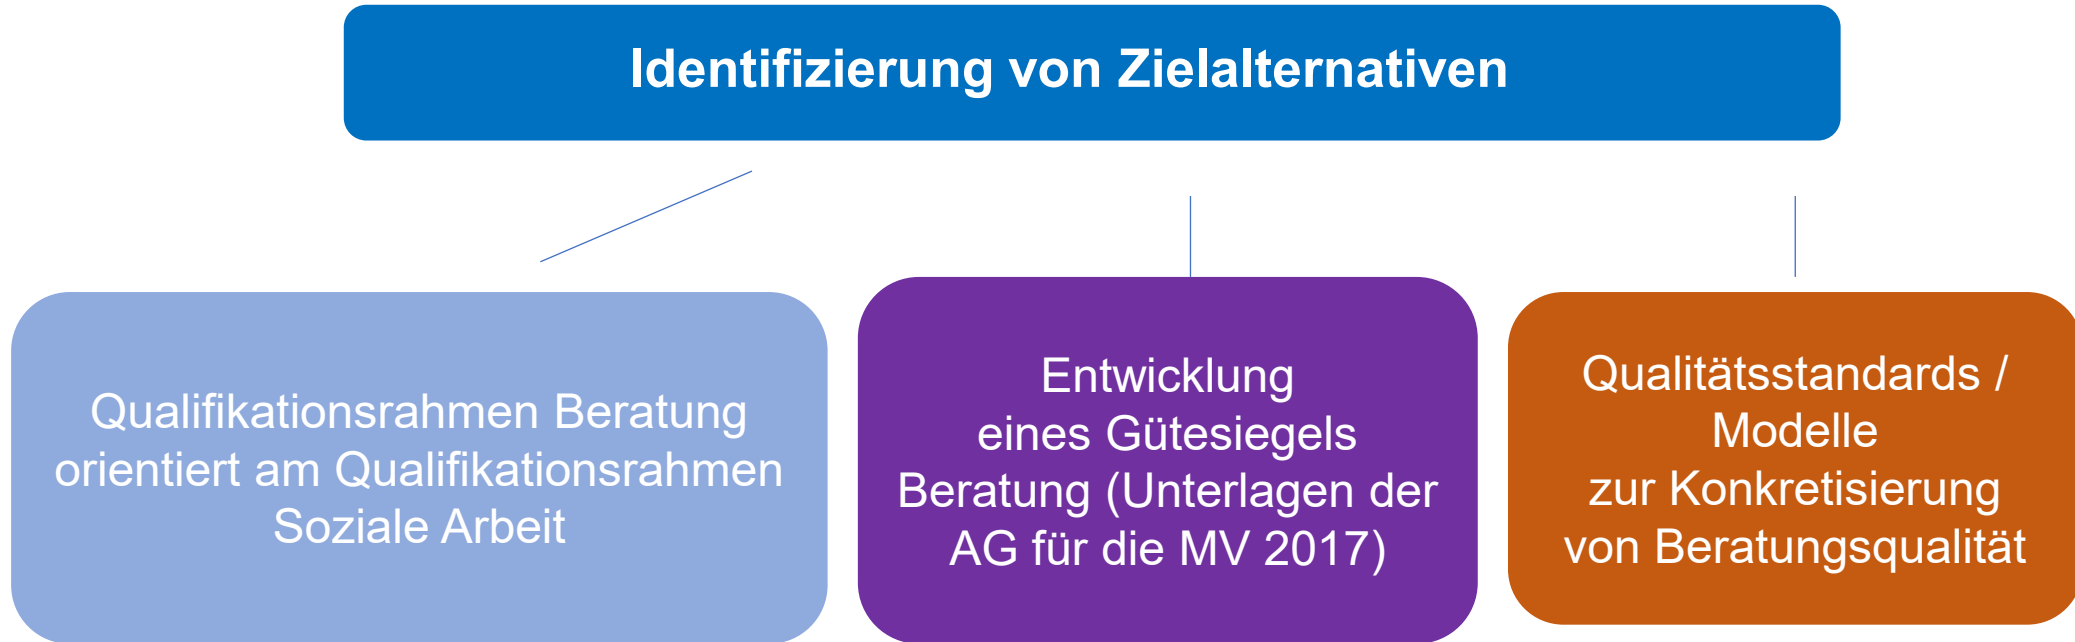 Identifizierung von Zielalternativen
Qualifikationsrahmen Beratung
orientiert am Qualifikationsrahmen
Soziale Arbeit
Entwicklung
eines Gütesiegels
Beratung (Unterlagen der
AG für die MV 2017)
Qualitätsstandards /
Modelle
zur Konkretisierung
von Beratungsqualität